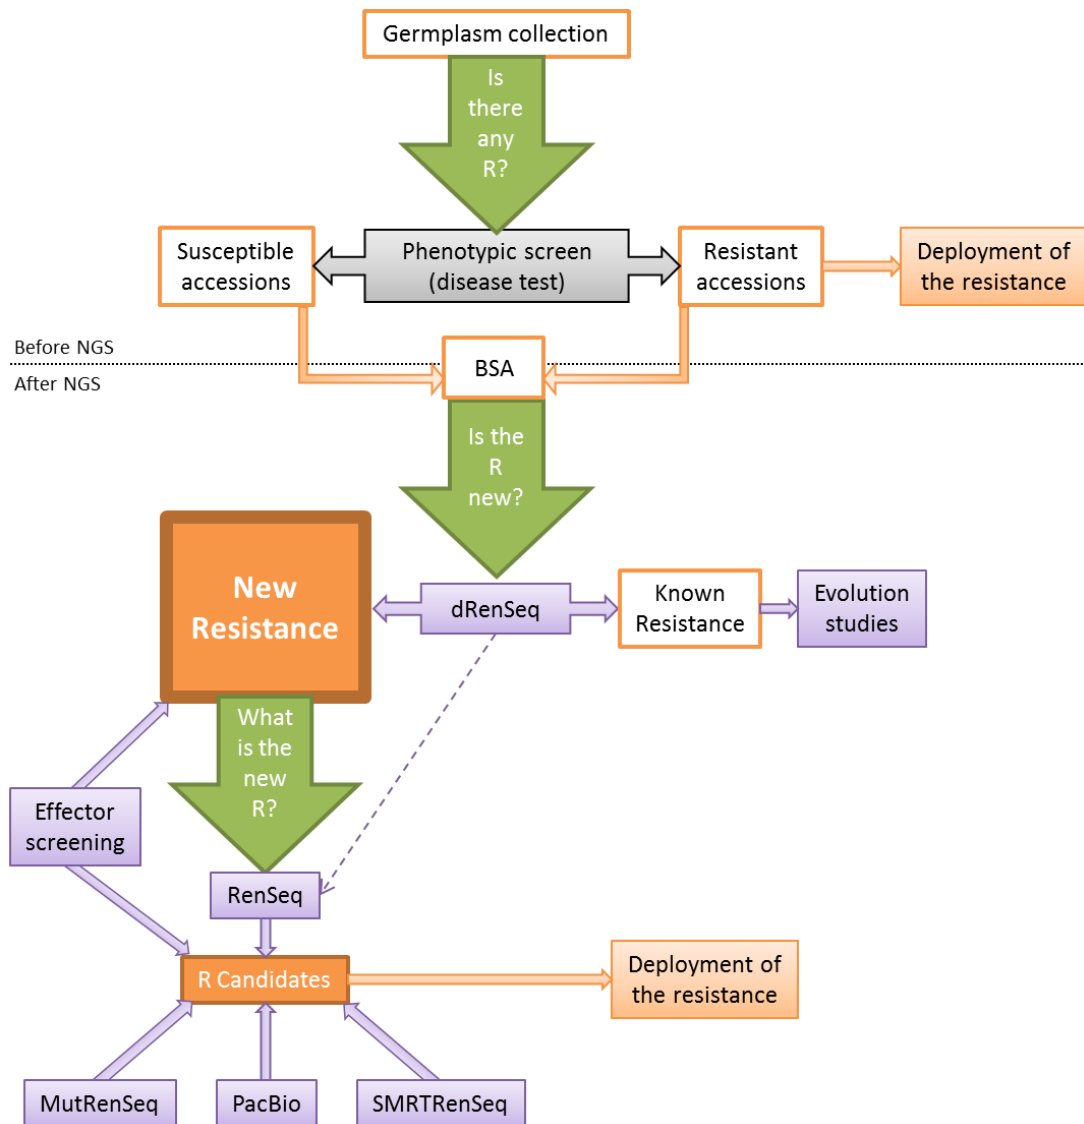 Germplasm collection
Is
there
any
R?
Susceptible
accessions
Phenotypic screen
(disease test)
Resistant
accessions
Deployment of
the resistance
Before NGS
After NGS
BSA
Is the
R
new?
New
Resistance
dRenSeq
Known
Resistance
Evolution
studies
What
is the
new
R?
Effector
screening
RenSeq
R Candidates
Deployment of
the resistance
MutRenSeq
PacBio
SMRTRenSeq